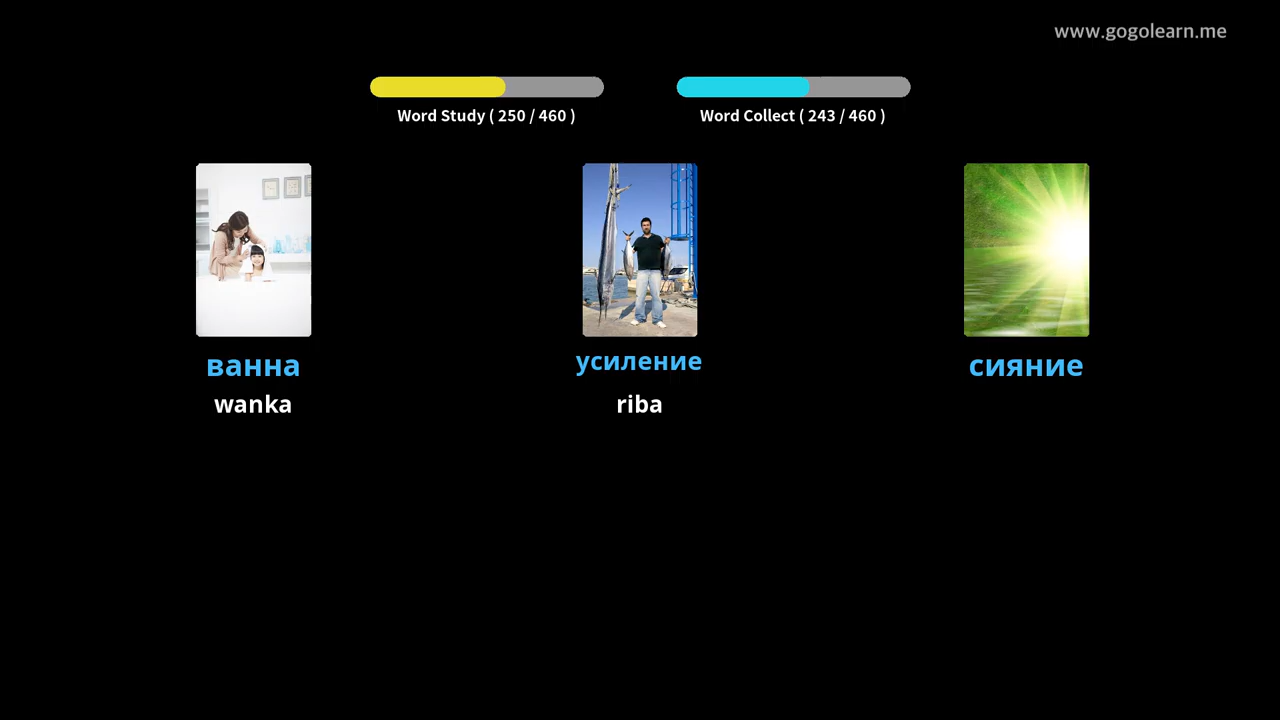 www.gogolearn.me
Word Study ( 250 / 460 )
Word Collect ( 243 / 460 )
ванна
усиление
сияние
wanka
riba